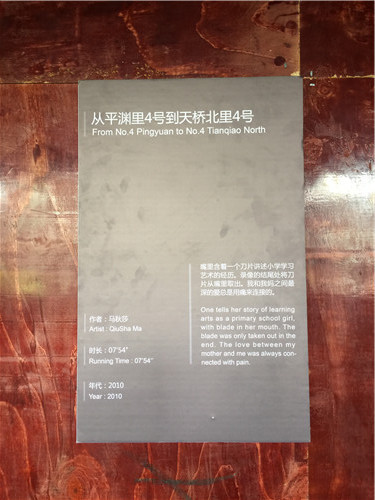 从平渊里4号到天桥北里4号
From No.4 Pingyuan to No.4 Tianqiao North
嘴里含着一个刀片讲述小学学习
艺术的经历。录像的结尾处将刀
片从嘴里取出。我和我妈之间最
深的爱总是用痛来连接的。
One tells her story of learning
arts as a primary school girl,
with blade in her mouth. The
blade was only taken out in the
end. The love between my
mother and me was always con-
nected with pain.
作者：马秋莎
Artist : QiuSha Ma
时长：07'54"
Running Time : 07'54"
年代：2010
Year : 2010